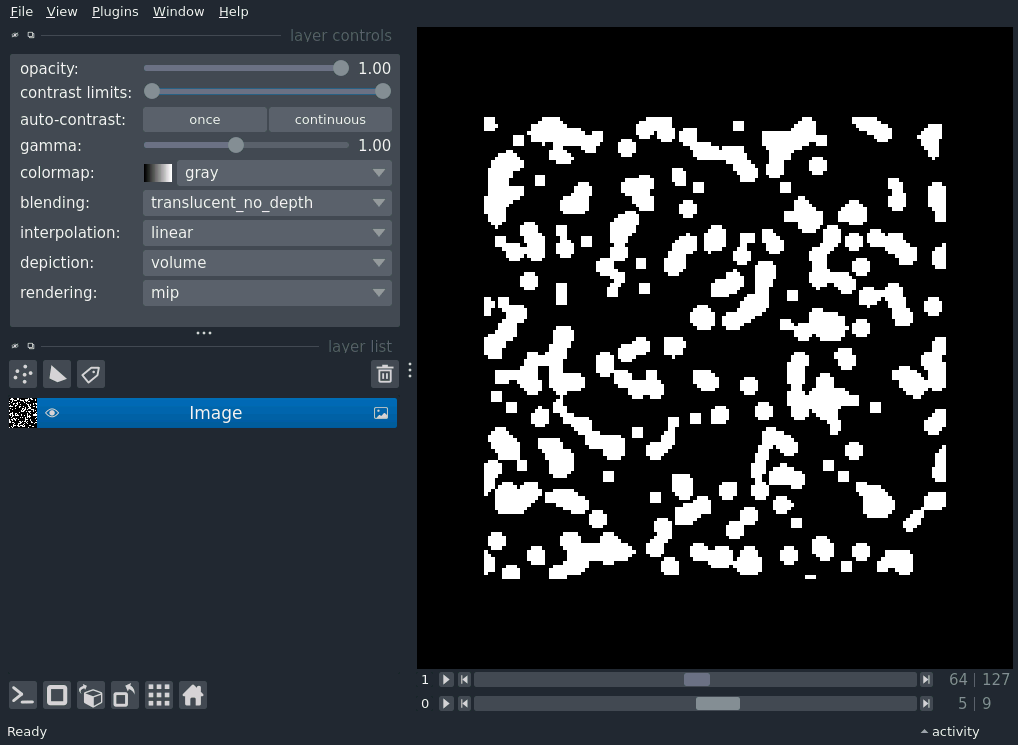 File View Plugins Window Help
layer controls
opacity: 1.00
contrast limits:
auto-contrast: once continuous
gamma: 1.00
colormap: gray
blending: translucent_no_depth
interpolation: linear
depiction: volume
rendering: mip
layer list
Image
1 64 | 127
0 5 | 9
Ready activity